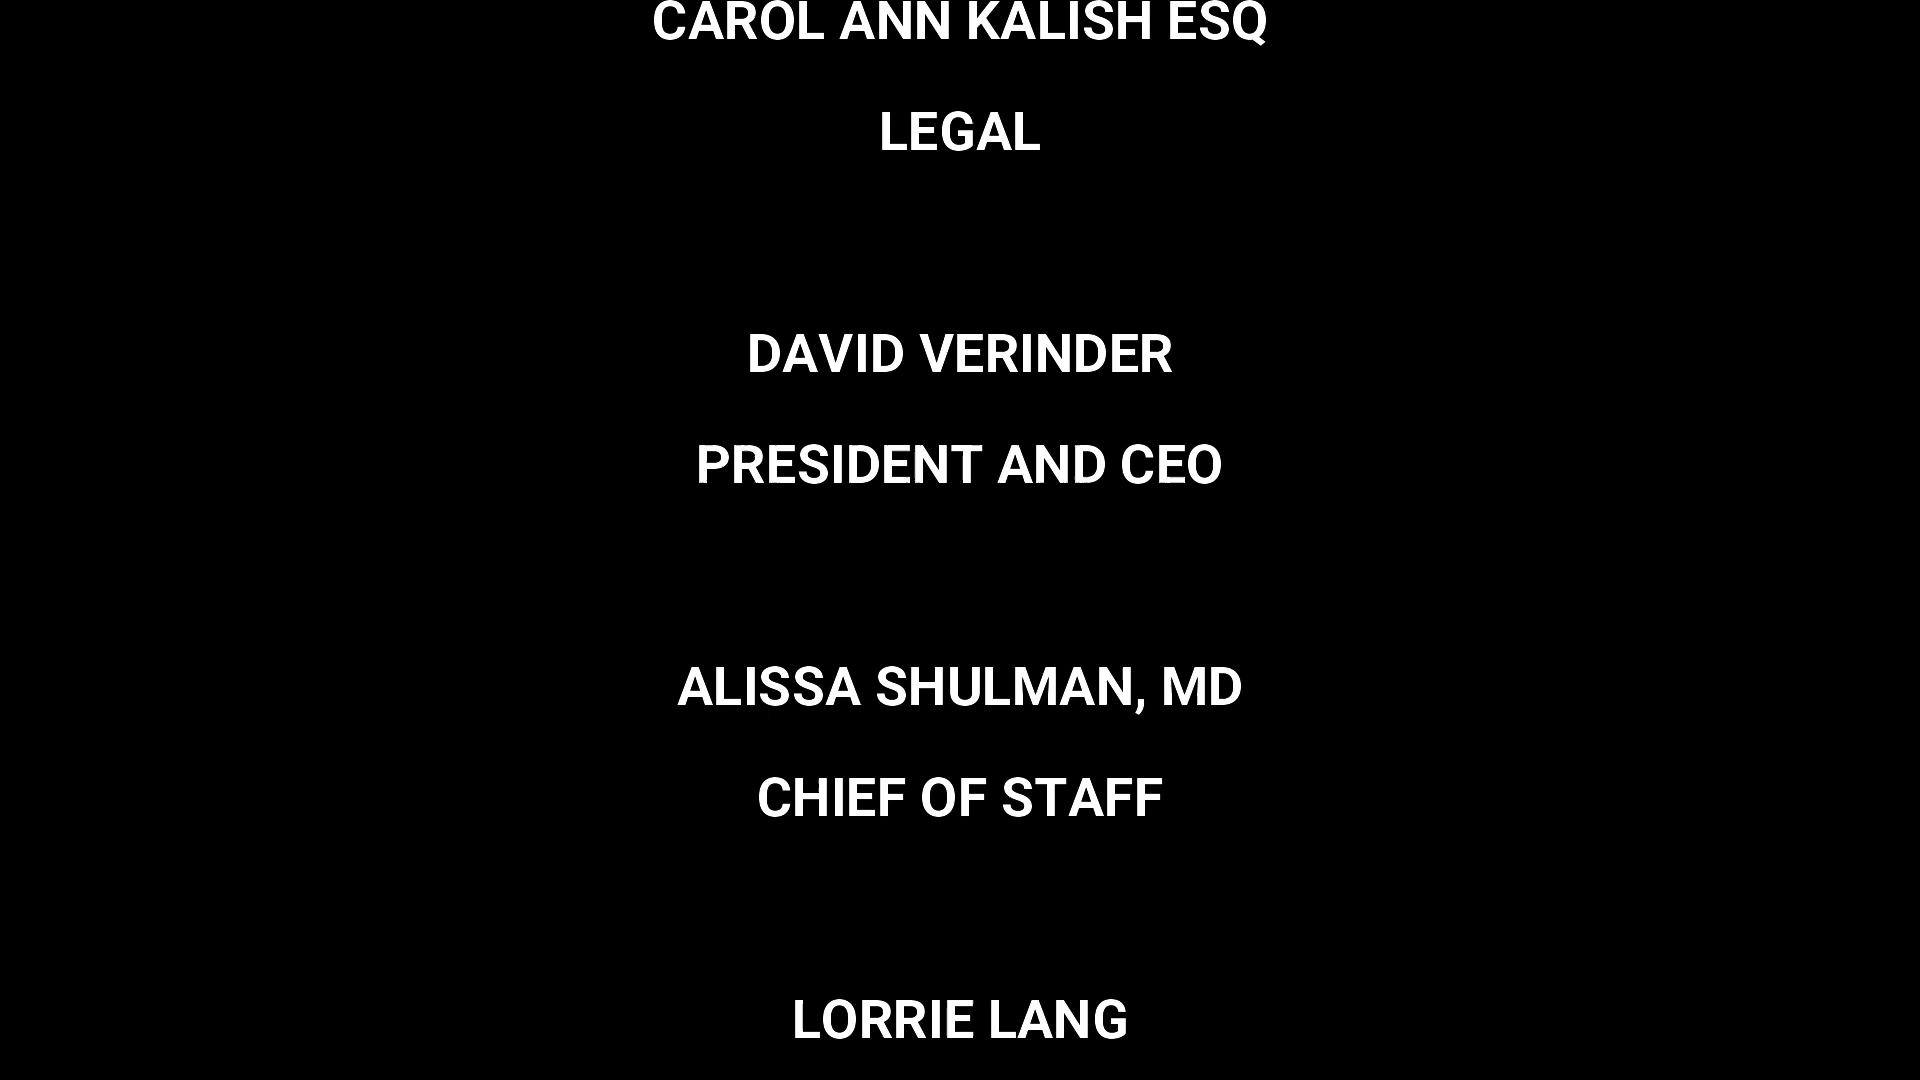 CAROL ANN KALISH ESQ
LEGAL
DAVID VERINDER
PRESIDENT AND CEO
ALISSA SHULMAN, MD
CHIEF OF STAFF
LORRIE LANG